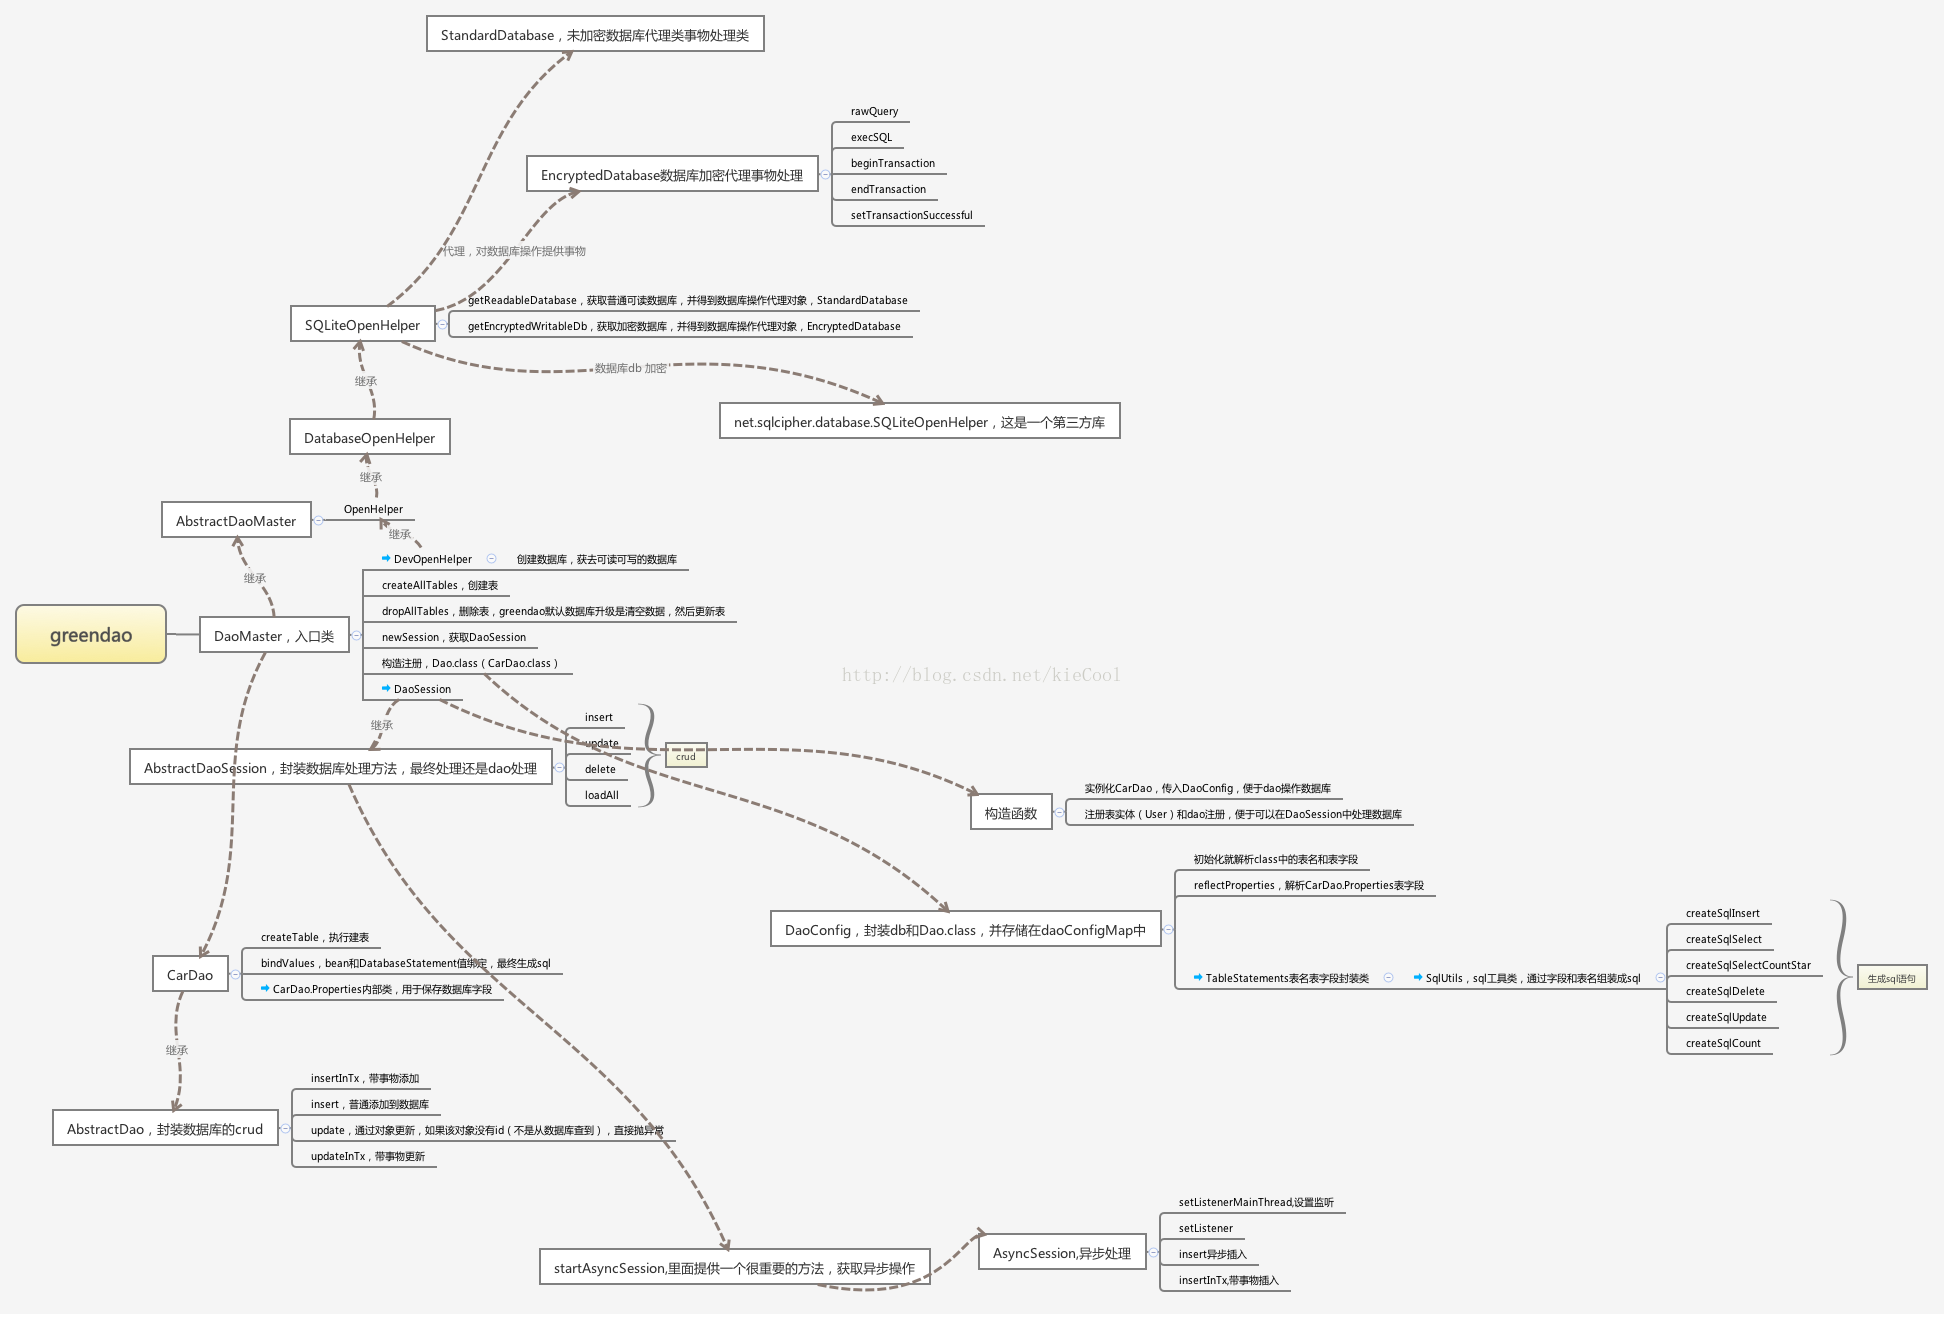 StandardDatabase，未加密数据库代理类事物处理类
rawQuery
execSQL
EncryptedDatabase数据库加密代理事物处理
beginTransaction
endTransaction
setTransactionSuccessful
代理，对数据库操作提供事物
getReadableDatabase，获取普通可读数据库，并得到数据库操作代理对象，StandardDatabase
SQLiteOpenHelper
getEncryptedWritableDb，获取加密数据库，并得到数据库操作代理对象，EncryptedDatabase
数据库db 加密'
继承
net.sqlcipher.database.SQLiteOpenHelper，这是一个第三方库
DatabaseOpenHelper
继承
AbstractDaoMaster
OpenHelper
继承
DevOpenHelper
创建数据库，获去可读可写的数据库
继承
createAllTables，创建表
dropAllTables，删除表，greendao默认数据库升级是清空数据，然后更新表
greendao
DaoMaster，入口类
newSession，获取DaoSession
构造注册，Dao.class（CarDao.class）
http://blog.csdn.net/kieCool
DaoSession
继承
insert
update
crud
AbstractDaoSession，封装数据库处理方法，最终处理还是dao处理
delete
loadAll
实例化CarDao，传入DaoConfig，便于dao操作数据库
构造函数
注册表实体（User）和dao注册，便于可以在DaoSession中处理数据库
初始化就解析class中的表名和表字段
reflectProperties，解析CarDao.Properties表字段
DaoConfig，封装db和Dao.class，并存储在daoConfigMap中
createSqlInsert
createSqlSelect
createSqlSelectCountStar
TableStatements表名表字段封装类
SqlUtils，sql工具类，通过字段和表名组装成sql
生成sql语句
createSqlDelete
createSqlUpdate
createSqlCount
createTable，执行建表
bindValues，bean和DatabaseStatement值绑定，最终生成sql
CarDao
CarDao.Properties内部类，用于保存数据库字段
继承
insertInTx，带事物添加
insert，普通添加到数据库
AbstractDao，封装数据库的crud
update，通过对象更新，如果该对象没有id（不是从数据库查到），直接抛异常
updateInTx，带事物更新
setListenerMainThread,设置监听
setListener
AsyncSession,异步处理
insert异步插入
startAsyncSession,里面提供一个很重要的方法，获取异步操作
insertInTx,带事物插入